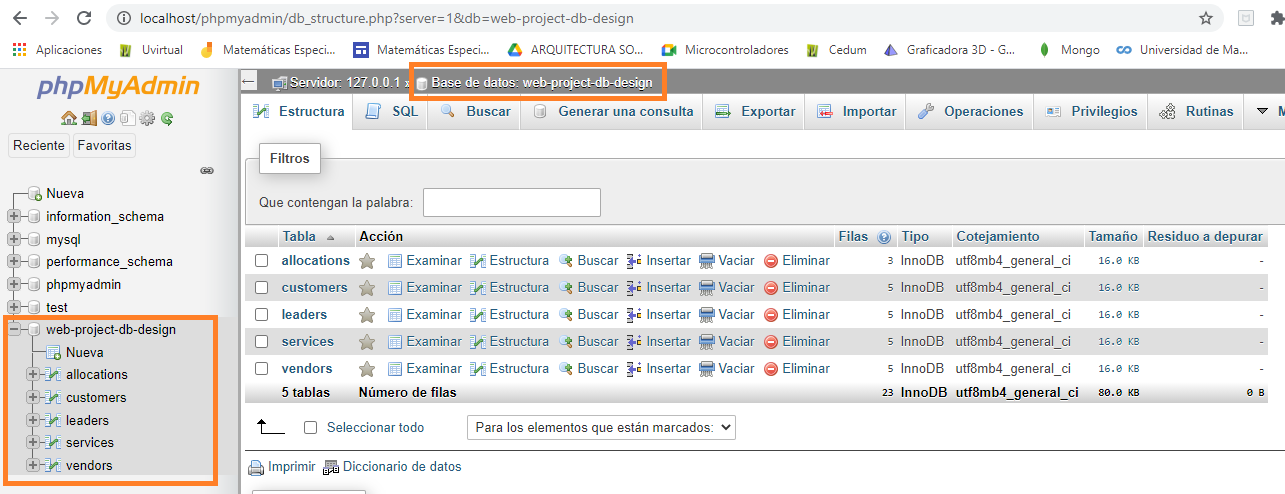 localhost/phpmyadmin/db_structure.php?server=1&db=web-project-db-design
Aplicaciones Uvirtual Matemáticas Especi... Matemáticas Especi... ARQUITECTURA SO... Microcontroladores Cedum Graficadora 3D - G... Mongo Universidad de Ma...
phpMyAdmin
Reciente Favoritas
Nueva
information_schema
mysql
performance_schema
phpmyadmin
test
web-project-db-design
Nueva
allocations
customers
leaders
services
vendors
Servidor: 127.0.0.1 » Base de datos: web-project-db-design
Estructura SQL Buscar Generar una consulta Exportar Importar Operaciones Privilegios Rutinas M
Filtros
Que contengan la palabra:
Tabla Acción Filas Tipo Cotejamiento Tamaño Residuo a depurar
allocations Examinar Estructura Buscar Insertar Vaciar Eliminar 3 InnoDB utf8mb4_general_ci 16.0 KB -
customers Examinar Estructura Buscar Insertar Vaciar Eliminar 5 InnoDB utf8mb4_general_ci 16.0 KB -
leaders Examinar Estructura Buscar Insertar Vaciar Eliminar 5 InnoDB utf8mb4_general_ci 16.0 KB -
services Examinar Estructura Buscar Insertar Vaciar Eliminar 5 InnoDB utf8mb4_general_ci 16.0 KB -
vendors Examinar Estructura Buscar Insertar Vaciar Eliminar 5 InnoDB utf8mb4_general_ci 16.0 KB -
5 tablas Número de filas 23 InnoDB utf8mb4_general_ci 80.0 KB 0 B
Seleccionar todo Para los elementos que están marcados:
Imprimir Diccionario de datos